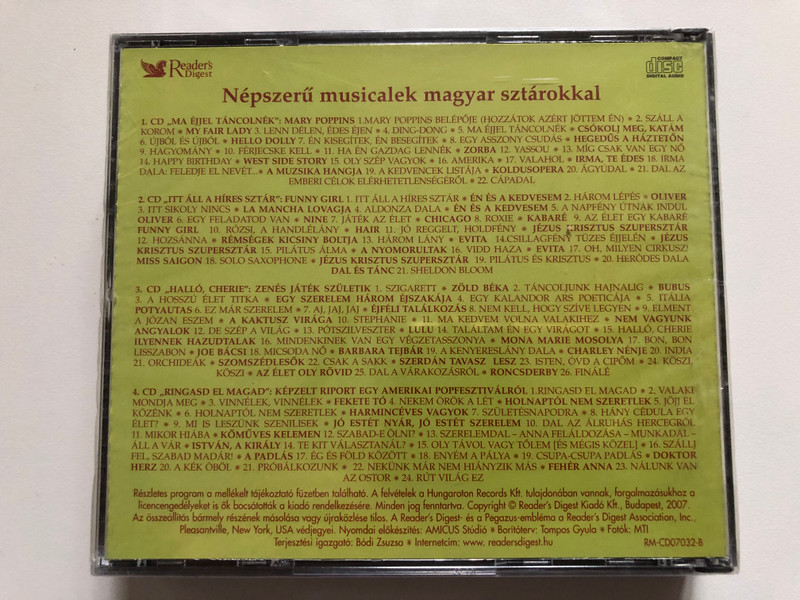 Reader's
Digest
COMPACT
disc
DIGITAL AUDIO
Népszerű musicalek magyar sztárokkal
1. CD „MA ÉJJEL TÁNCOLNÉK”: MARY POPPINS 1.MARY POPPINS BELÉPŐJE (HOZZÁTOK AZÉRT JÖTTEM ÉN) * 2. SZÁLL A
KOROM * MY FAIR LADY 3. LENN DÉLEN, ÉDES ÉJEN * 4. DING-DONG * 5. MA ÉJJEL TÁNCOLNÉK * CSÓKOLJ MEG, KATÁM
6. ÚJBÓL ÉS ÚJBÓL * HELLO DOLLY 7. ÉN KISEGÍTEK, ÉN BESEGÍTEK * 8. EGY ASSZONY CSUDÁS * HEGEDŰS A HÁZTETŐN
9. HAGYOMÁNY * 10. FÉRJECSKE KELL * 11. HA ÉN GAZDAG LENNÉK * ZORBA 12. YASSOU * 13. MÍG CSAK VAN EGY NŐ
14. HAPPY BIRTHDAY * WEST SIDE STORY 15. OLY SZÉP VAGYOK * 16. AMERIKA * 17. VALAHOL * IRMA, TE ÉDES 18. IRMA
DALA: FELEDJE EL NEVÉT...* A MUZSIKA HANGJA 19. A KEDVENCEK LISTÁJA * KOLDUSOPERA 20. ÁGYÚDAL * 21. DAL AZ
EMBERI CÉLOK ELÉRHETETLENSÉGÉRŐL * 22. CÁPADAL
2. CD „ITT ÁLL A HÍRES SZTÁR”: FUNNY GIRL 1. ITT ÁLL A HÍRES SZTÁR * ÉN ÉS A KEDVESEM 2. HÁROM LÉPÉS * OLIVER
3. ITT SIKOLY NINCS * LA MANCHA LOVAGJA 4. ALDONZA DALA * ÉN ÉS A KEDVESEM 5. A NAPFÉNY ÚTNAK INDUL
OLIVER 6. EGY FELADATOD VAN * NINE 7. JÁTÉK AZ ÉLET * CHICAGO 8. ROXIE * KABARÉ 9. AZ ÉLET EGY KABARÉ
FUNNY GIRL 10. RÓZSI, A HANDLÉLÁNY * HAIR 11. JÓ REGGELT, HOLDFÉNY * JÉZUS KRISZTUS SZUPERSZTÁR
12. HOZSÁNNA * RÉMSÉGEK KICSINY BOLTJA 13. HÁROM LÁNY * EVITA 14.CSILLAGFÉNY TÜZES ÉJJELÉN * JÉZUS
KRISZTUS SZUPERSZTÁR 15. PILÁTUS ÁLMA * A NYOMORULTAK 16. VIDD HAZA * EVITA 17. OH, MILYEN CIRKUSZ!
MISS SAIGON 18. SOLO SAXOPHONE * JÉZUS KRISZTUS SZUPERSZTÁR 19. PILÁTUS ÉS KRISZTUS * 20. HERÓDES DALA
DAL ÉS TÁNC 21. SHELDON BLOOM
3. CD „HALLÓ, CHERIE”: ZENÉS JÁTÉK SZÜLETIK 1. SZIGARETT * ZÖLD BÉKA 2. TÁNCOLJUNK HAJNALIG * BUBUS
3. A HOSSZÚ ÉLET TITKA * EGY SZERELEM HÁROM ÉJSZAKÁJA * 4. EGY KALANDOR ARS POETICÁJA * 5. ITÁLIA
POTYAUTAS 6. EZ MÁR SZERELEM * 7. AJ, JAJ, JAJ * ÉJFÉLI TALÁLKOZÁS 8. NEM KELL, HOGY SZÍVE LEGYEN * 9. ELMENT
A JÓZAN ESZEM * A KAKTUSZ VIRÁGA * 10. STEPHÁNIE * 11. MA KEDVEM VOLNA VALAKIHEZ * NEM VAGYUNK
ANGYALOK 12. DE SZÉP A VILÁG * 13. PÓTSZILVESZTER * LULU * 14. TALÁLTAM ÉN EGY VIRÁGOT * 15. HALLÓ, CHERIE
ILYENNEK HAZUDTALAK * 16. MINDENKINEK VAN EGY VÉGZETASSZONYA * MONA MARIE MOSOLYA * 17. BON, BON
LISSZABON * JOE BÁCSI * 18. MICSODA NŐ * BARBARA TEJBÁR * 19. A KENYERESLÁNY DALA * CHARLEY NÉNJE * 20. INDIA
21. ORCHIDEÁK * SZOMSZÉDLESŐK * 22. CSAK A SAKK * SZERDÁN TAVASZ LESZ * 23. ISTEN, ÓVD A CIPŐM * 24. KÖSZI,
KÖSZI * AZ ÉLET OLY RÖVID * 25. DAL A VÁRAKOZÁSRÓL * RONCSDERBY * 26. FINÁLÉ
4. CD „RINGASD EL MAGAD”: KÉPZELT RIPORT EGY AMERIKAI POPFESZTIVÁLRÓL 1.RINGASD EL MAGAD * 2. VALAKI
MONDJA MEG * 3. VINNÉLEK, VINNÉLEK * FEKETE TÓ * 4. NEKEM ÖRÖK A LÉT * HOLNAPTÓL NEM SZERETLEK * 5. JÖJJ EL
KÖZÉNK * 6. HOLNAPTÓL NEM SZERETLEK * HARMINCÉVES VAGYOK * 7. SZÜLETÉSNAPODRA * 8. HÁNY CÉDULA EGY
ÉLET? * 9. MI IS LESZÜNK SZENILISEK * JÓ ESTÉT NYÁR, JÓ ESTÉT SZERELEM * 10. DAL AZ ÁLRUHÁS HERCEGRŐL
11. MIKOR HIÁBA * KŐMŰVES KELEMEN * 12. SZABAD-E ÖLNI? * 13. SZERELEMDAL – ANNA FELÁLDOZÁSA – MUNKADAL –
ÁLL A VÁR * ISTVÁN, A KIRÁLY * 14. TE KIT VÁLASZTANÁL? * 15. OLY TÁVOL VAGY TŐLEM [ÉS MÉGIS KÖZEL] * 16. SZÁLLJ
FEL, SZABAD MADÁR! * A PADLÁS * 17. ÉG ÉS FÖLD KÖZÖTT * 18. ENYÉM A PÁLYA * 19. CSUPA-CSUPA PADLÁS * DOKTOR
HERZ * 20. A KÉK ÖBÖL * 21. PRÓBÁLKOZUNK * 22. NEKÜNK MÁR NEM HIÁNYZIK MÁS * FEHÉR ANNA * 23. NÁLUNK VAN
AZ OSTOR * 24. RÚT VILÁG EZ
Részletes program a mellékelt tájékoztató füzetben található. A felvételek a Hungaroton Records Kft. tulajdonában vannak, forgalmazásukhoz a
licencengedélyeket is ők bocsátották a kiadó rendelkezésére. Minden jog fenntartva. Copyright © Reader's Digest Kiadó Kft., Budapest, 2007.
Az összeállítás bármely részének másolása vagy újraközlése tilos. A Reader's Digest- és a Pegazus-embléma a Reader's Digest Association, Inc.,
Pleasantville, New York, USA védjegyei. Nyomdai előkészítés: AMICUS Stúdió * Borítóterv: Tompos Gyula * Fotók: MTI
Terjesztési igazgató: Bódi Zsuzsa * Internetcím: www.readersdigest.hu
RM-CD07032-B